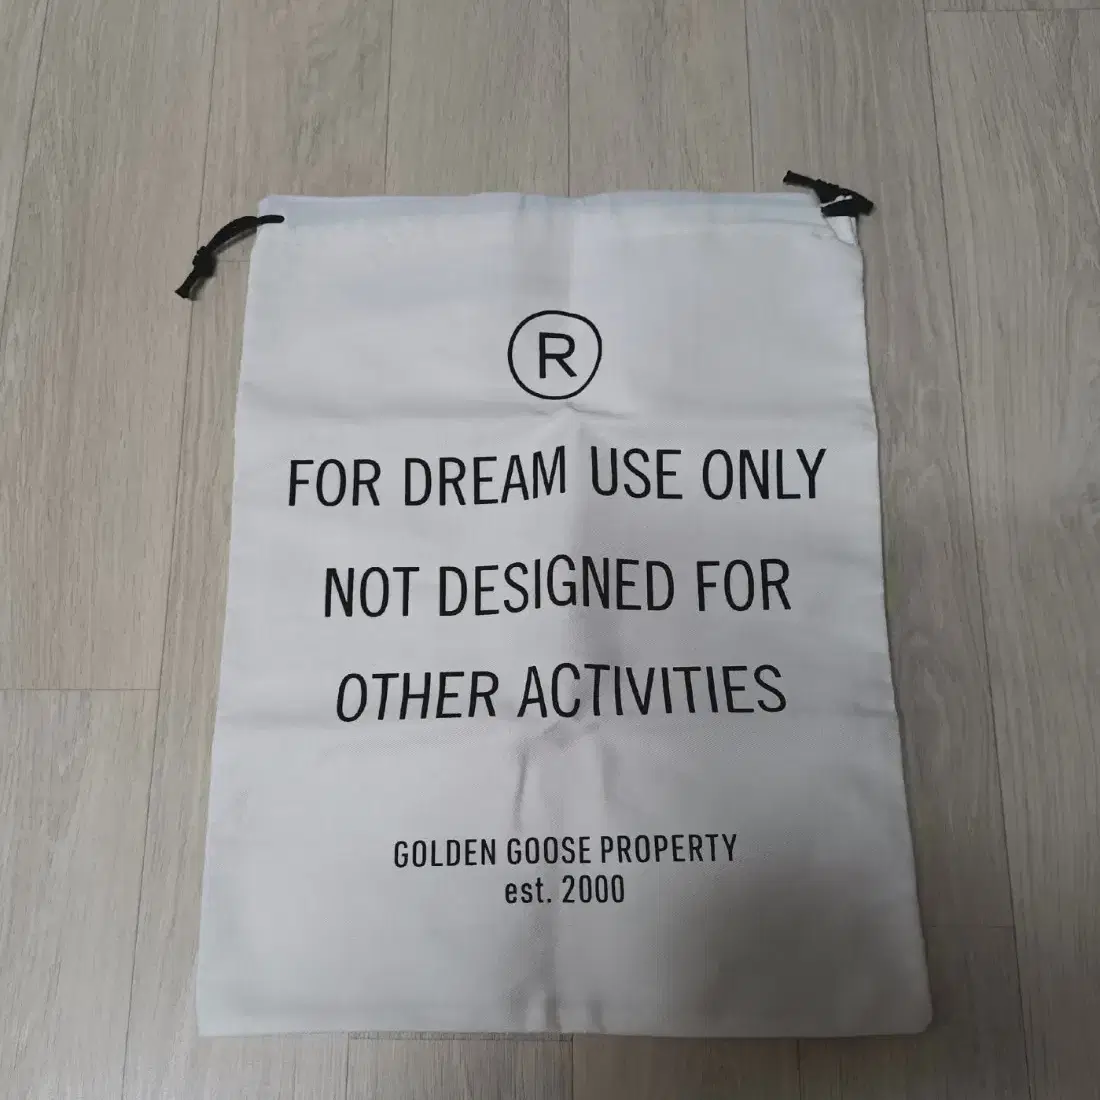 R
FOR DREAM USE ONLY
NOT DESIGNED FOR
OTHER ACTIVITIES
GOLDEN GOOSE PROPERTY
est. 2000